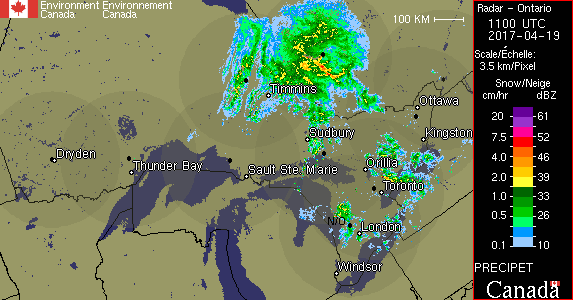 Environment Environnement
Canada Canada
100 KM
Timmins
Ottawa
Sudbury
Kingston
Dryden
Thunder Bay
Sault Ste. Marie
Orillia
Toronto
London
Windsor
Radar - Ontario
1100 UTC
2017-04-19
Scale/Échelle:
3.5 km/Pixel
Snow/Neige
cm/hr dBZ
20 61
7.5 52
4.0 46
2.0 39
1.0 33
0.5 26
0.1 10
PRECIPET
Canada